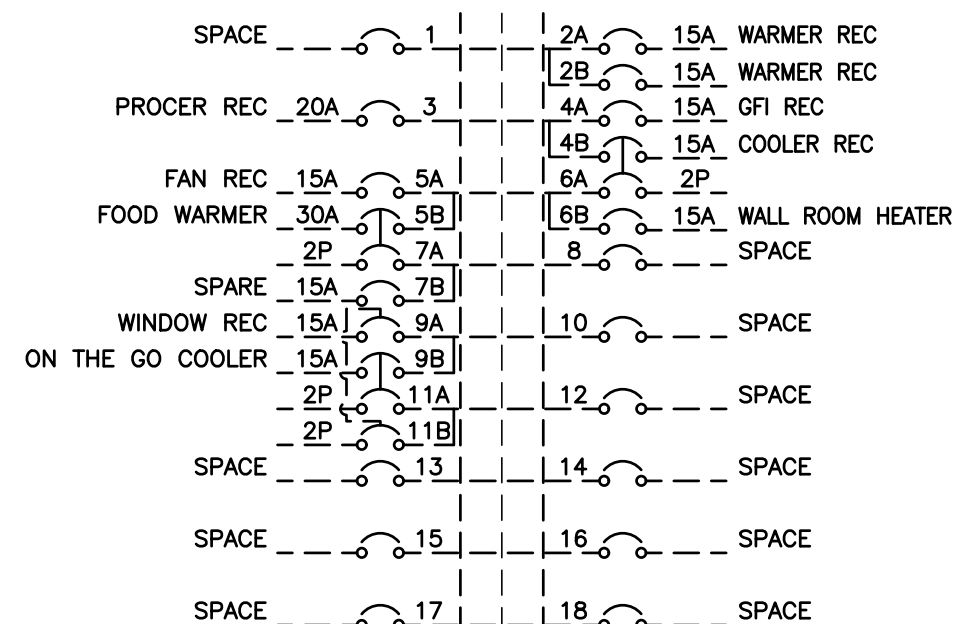 SPACE 1 2A 15A WARMER REC
2B 15A WARMER REC
PROCER REC 20A 3 4A 15A GFI REC
4B 15A COOLER REC
FAN REC 15A 5A 6A 2P
FOOD WARMER 30A 5B 6B 15A WALL ROOM HEATER
2P 7A 8 SPACE
SPARE 15A 7B
WINDOW REC 15A 9A 10 SPACE
ON THE GO COOLER 15A 9B
2P 11A 12 SPACE
2P 11B
SPACE 13 14 SPACE
SPACE 15 16 SPACE
SPACE 17 18 SPACE